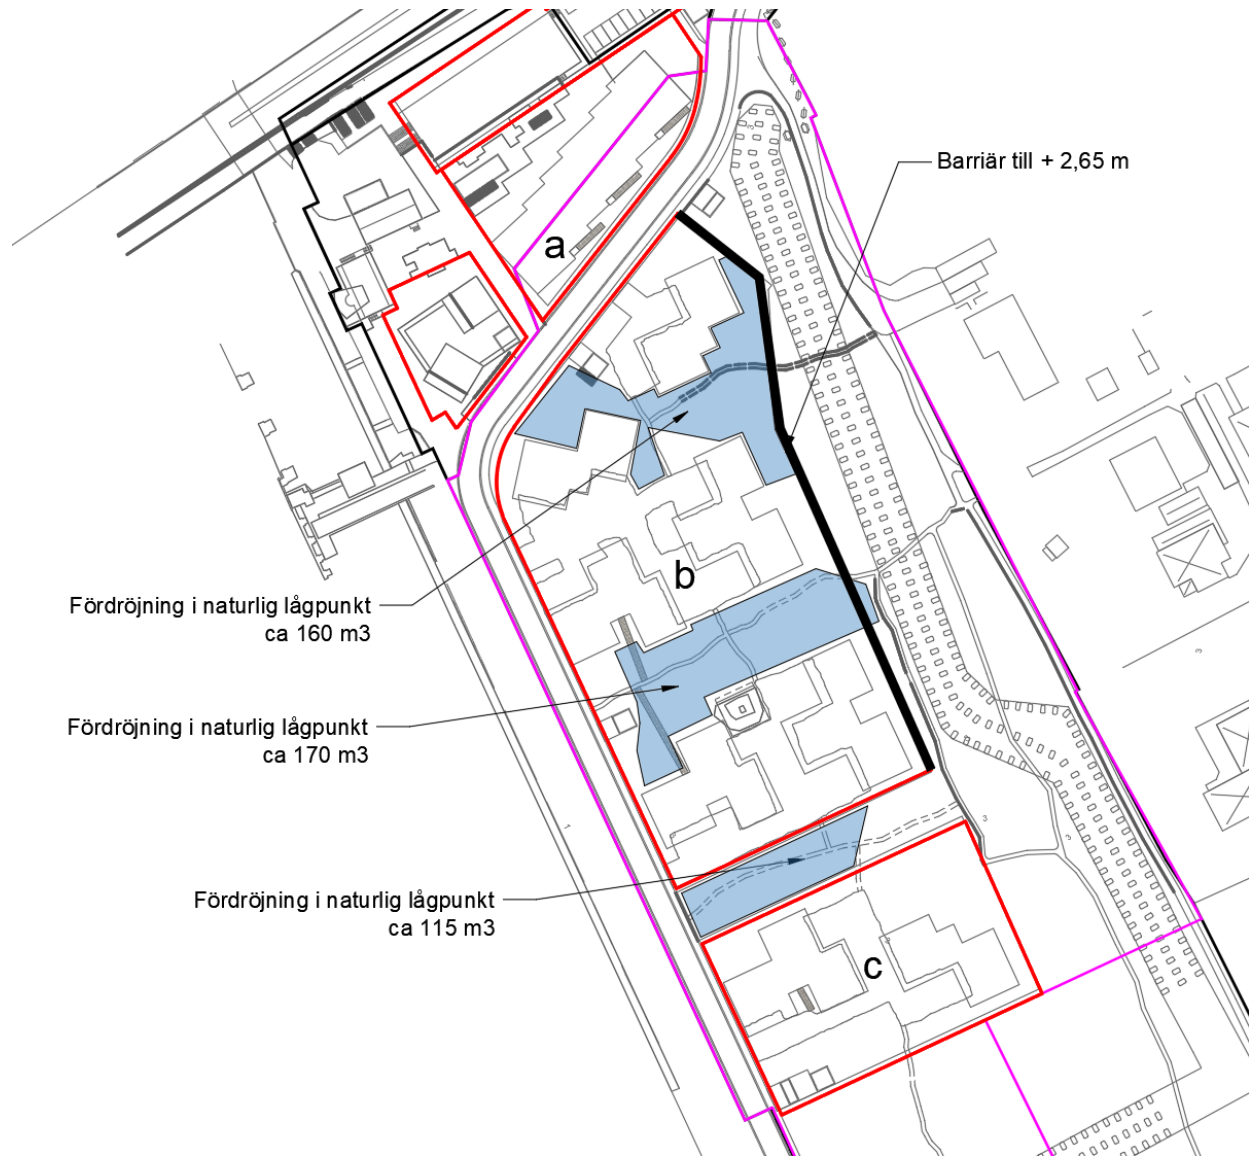 Barriär till + 2,65 m
a
b
Fördröjning i naturlig lågpunkt
ca 160 m3
Fördröjning i naturlig lågpunkt
ca 170 m3
Fördröjning i naturlig lågpunkt
ca 115 m3
c